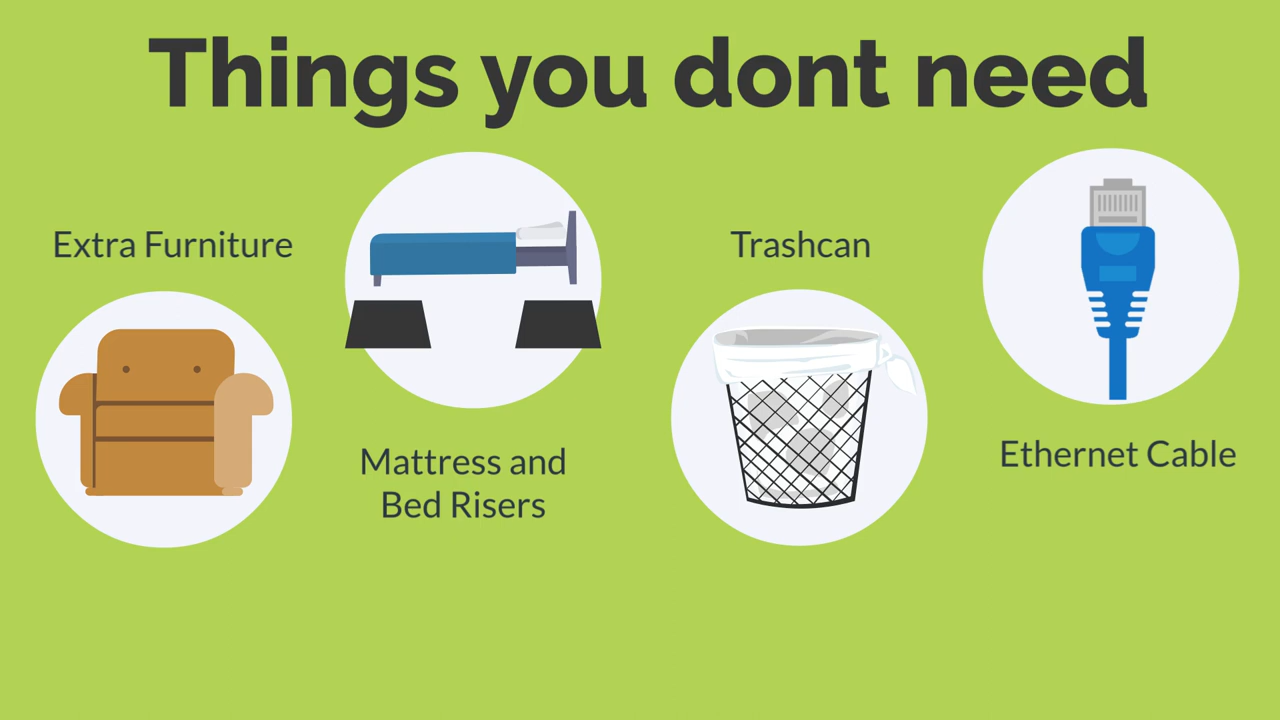 Things you dont need
Extra Furniture
Mattress and
Bed Risers
Trashcan
Ethernet Cable